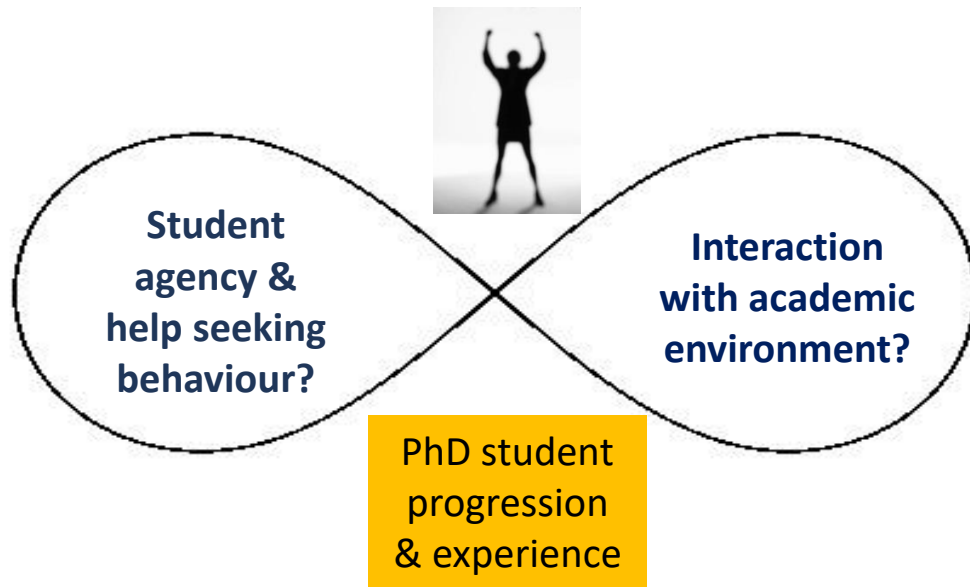 Student
agency &
help seeking
behaviour?
Interaction
with academic
environment?
PhD student
progression
& experience